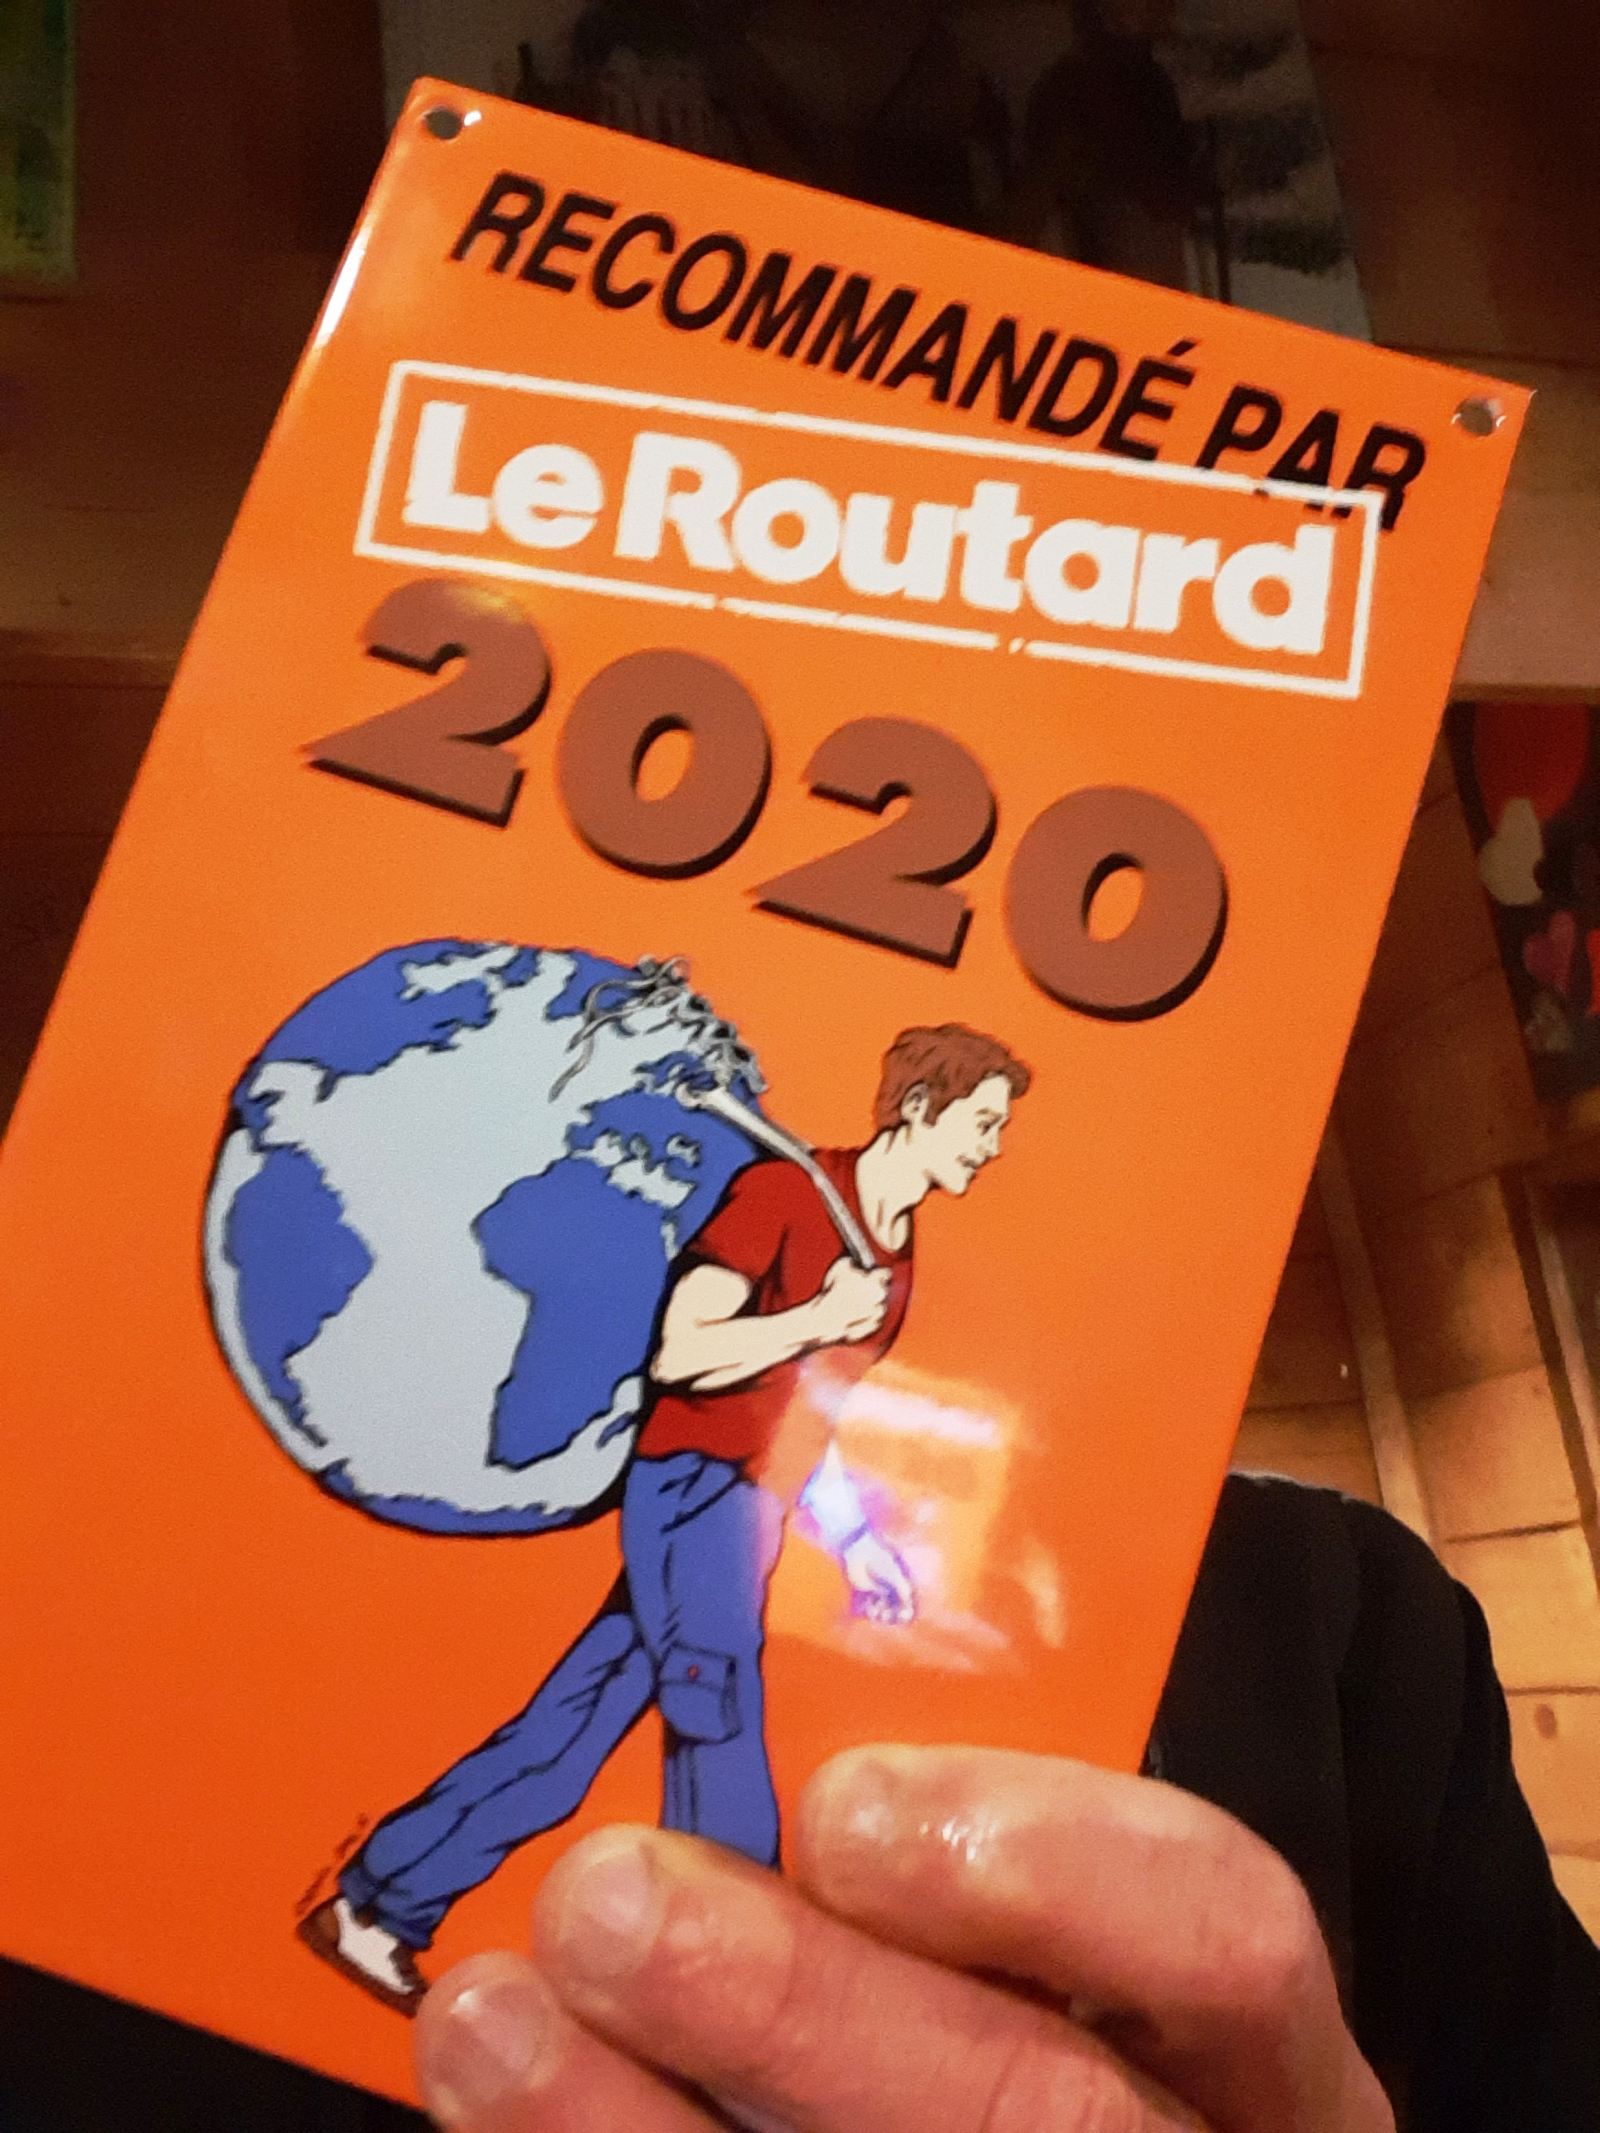 RECOMMANDÉ PAR
Le Routard
2020